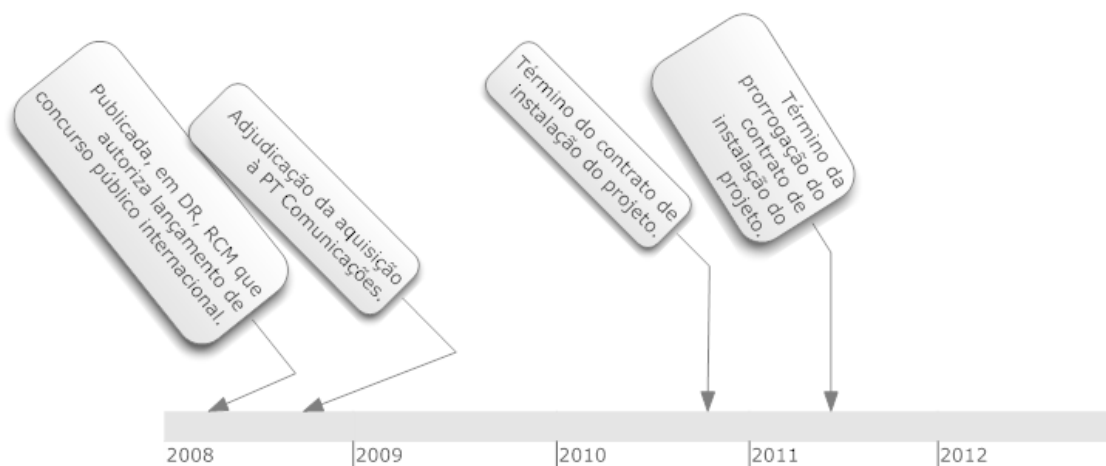 Publicada, em DR, RCM que
autoriza lançamento de
concurso público internacional.
Adjudicação da aquisição
à PT Comunicações.
Término do contrato de
instalação do projeto.
Término da
prorrogação do
contrato de
instalação do
projeto.
2008
2009
2010
2011
2012